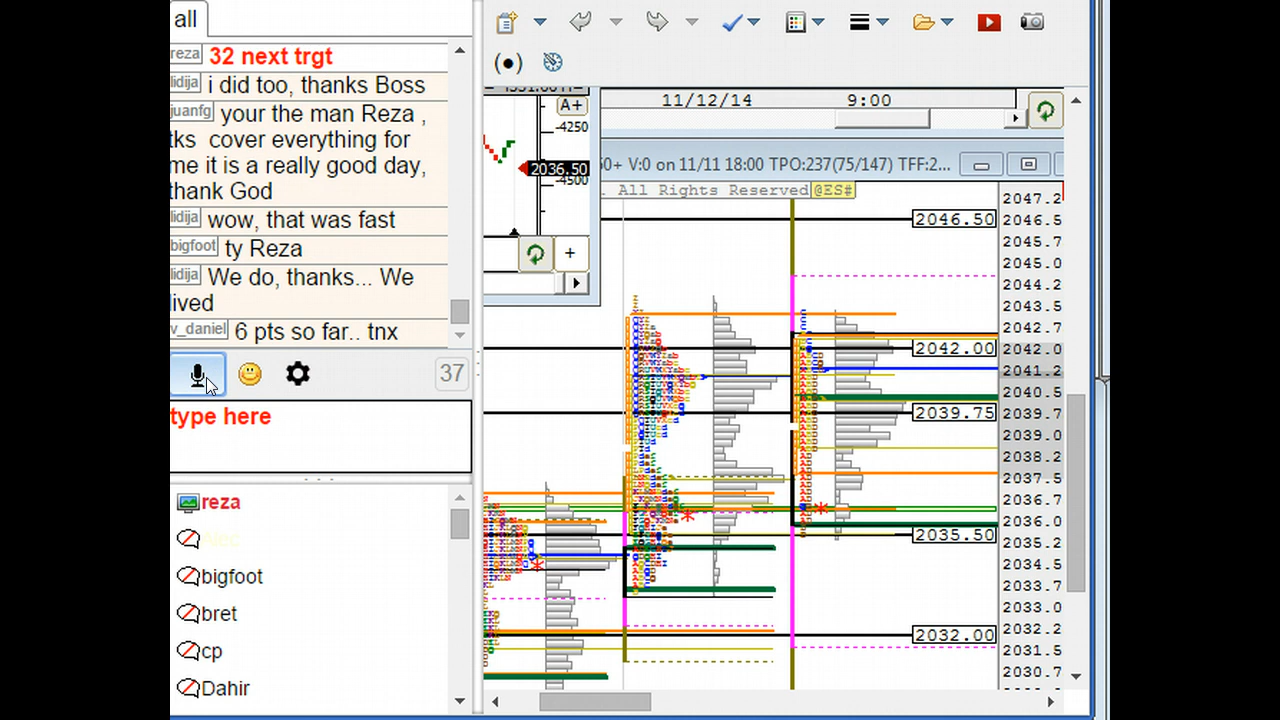 all
reza 32 next trgt
lidija i did too, thanks Boss
juanfg your the man Reza ,
tks cover everything for
me it is a really good day,
thank God
lidija wow, that was fast
bigfoot ty Reza
lidija We do, thanks... We
lived
v_daniel 6 pts so far.. tnx
37
type here
reza
bigfoot
bret
cp
Dahir
A+
-4250
2036.50
-4500
+
11/12/14 9:00
50+ V:0 on 11/11 18:00 TPO:237(75/147) TFF:2...
. All Rights Reserved @ES#
2046.50
2042.00
2039.75
2035.50
2032.00
2047.2
2046.5
2045.7
2045.0
2044.2
2043.5
2042.7
2042.0
2041.2
2040.5
2039.7
2039.0
2038.2
2037.5
2036.7
2036.0
2035.2
2034.5
2033.7
2033.0
2032.2
2031.5
2030.7